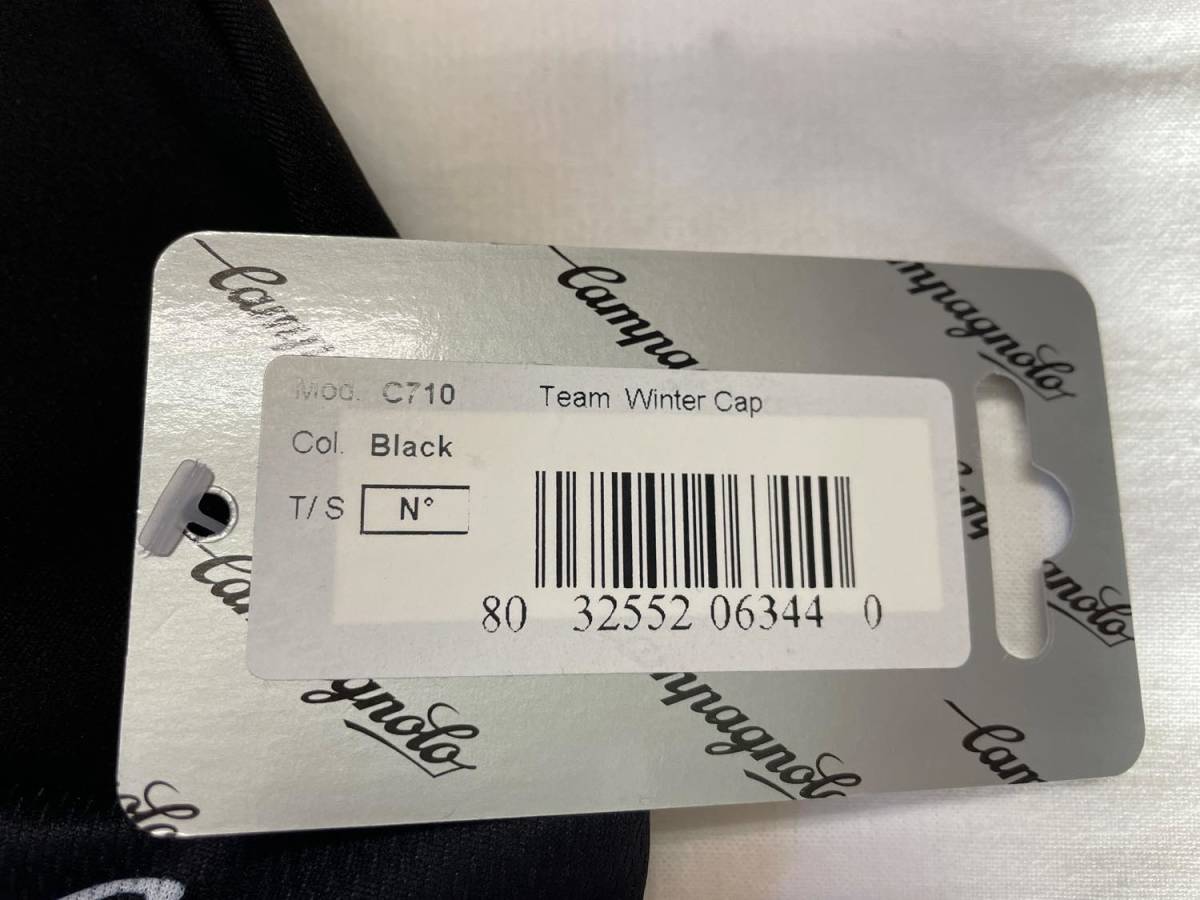 Campagnolo
Mod. C710 Team Winter Cap
Col. Black
T/S N°
80 32552 06344 0